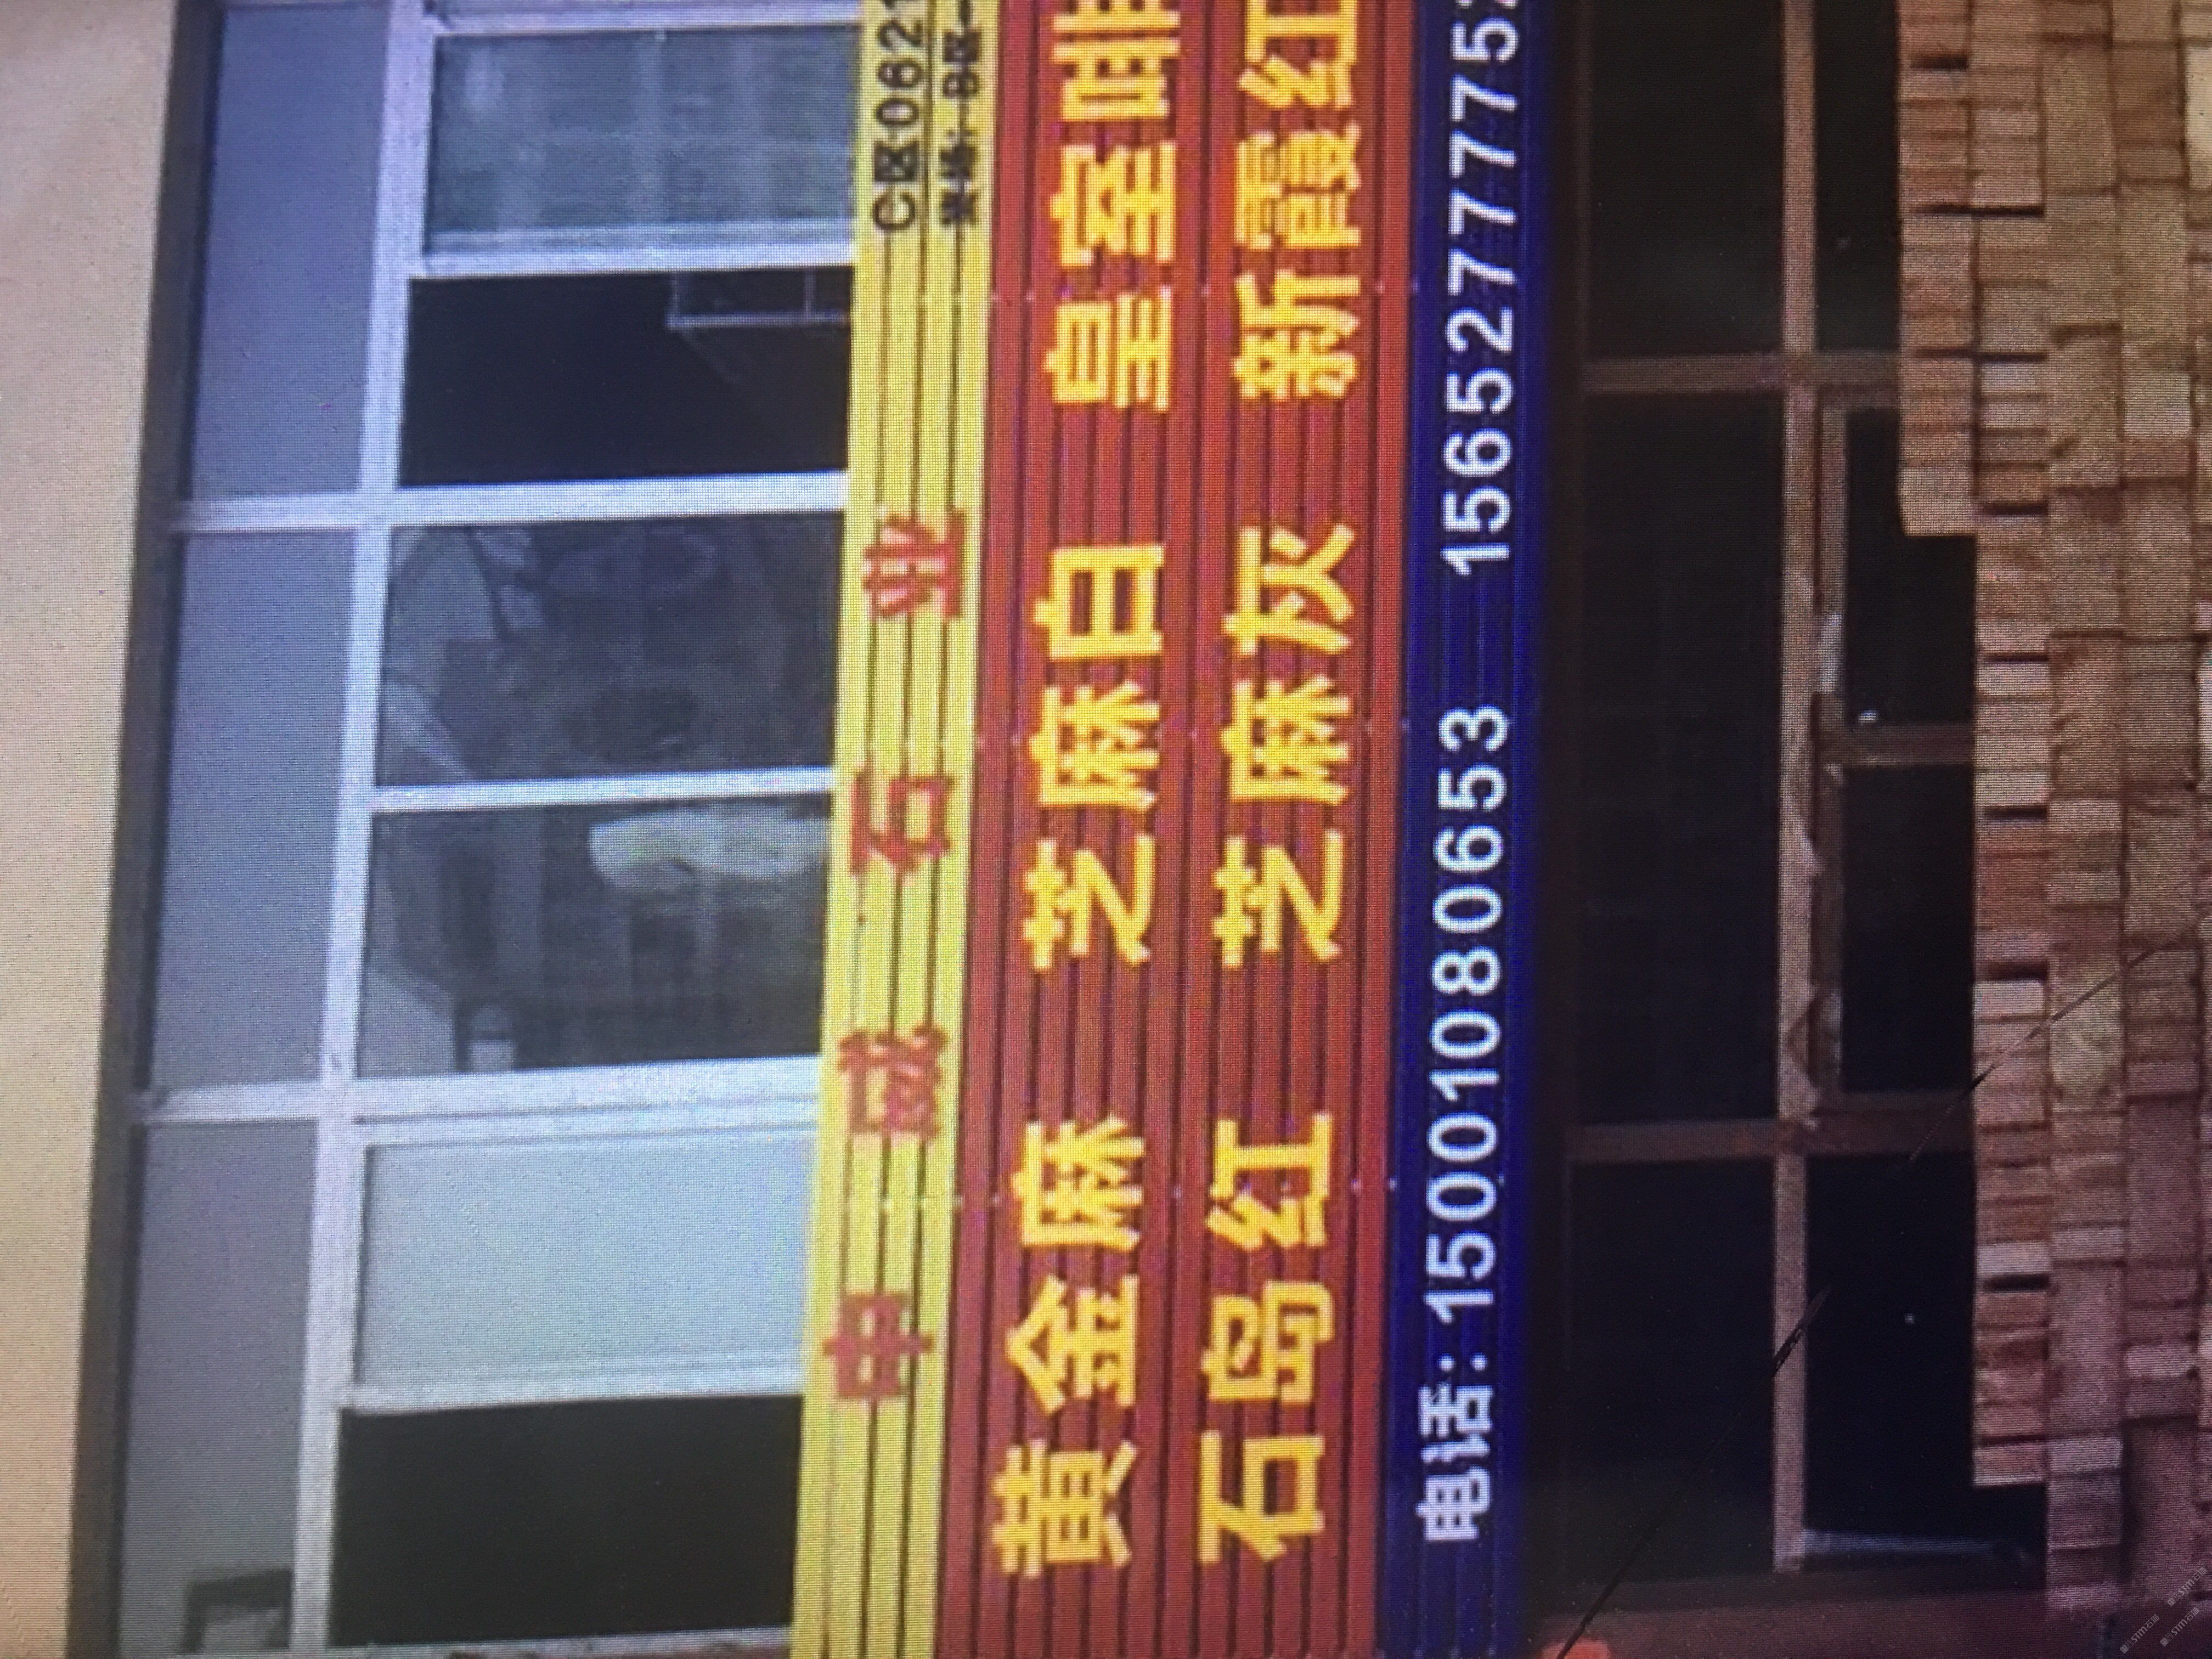 中诚石业
C区0621
黄金麻 芝麻白 皇室啡
石岛红 芝麻灰 新霞红
电话:15001080653 1565277775